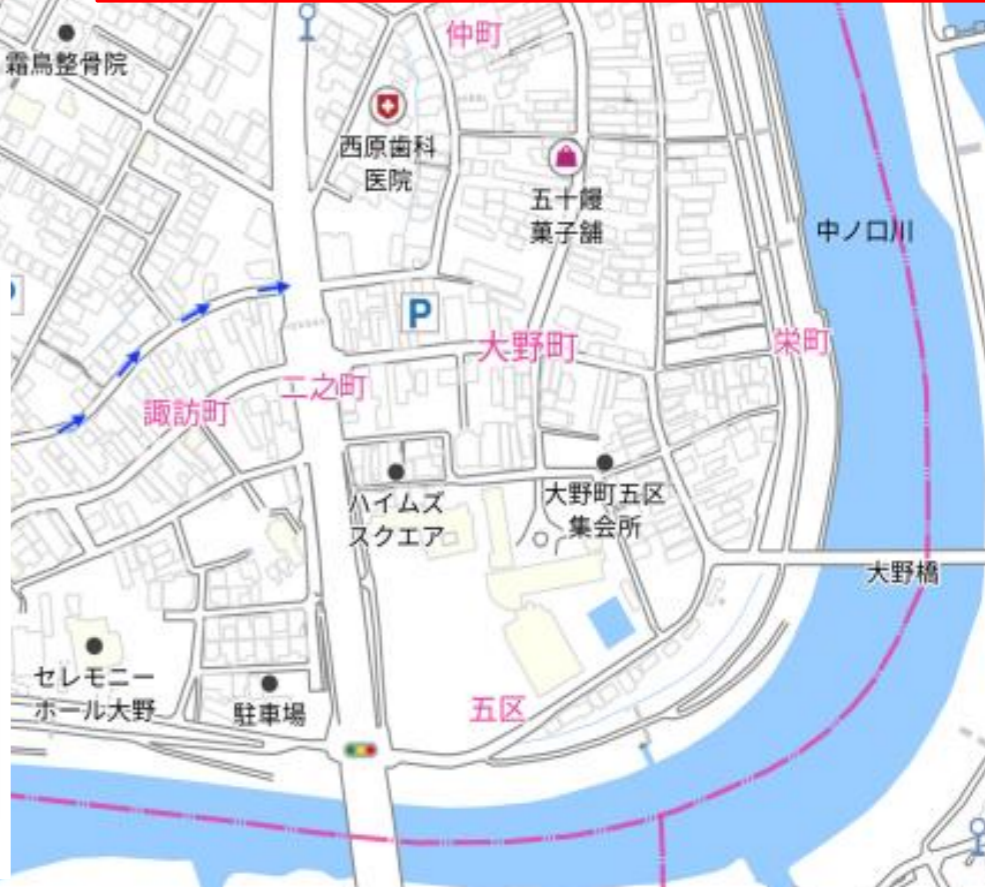 仲町
霜鳥整骨院
西原歯科
医院
五十饅
菓子舗
中ノ口川
P
大野町
栄町
二之町
諏訪町
ハイムズ
スクエア
大野町五区
集会所
大野橋
セレモニー
ホール大野
駐車場
五区